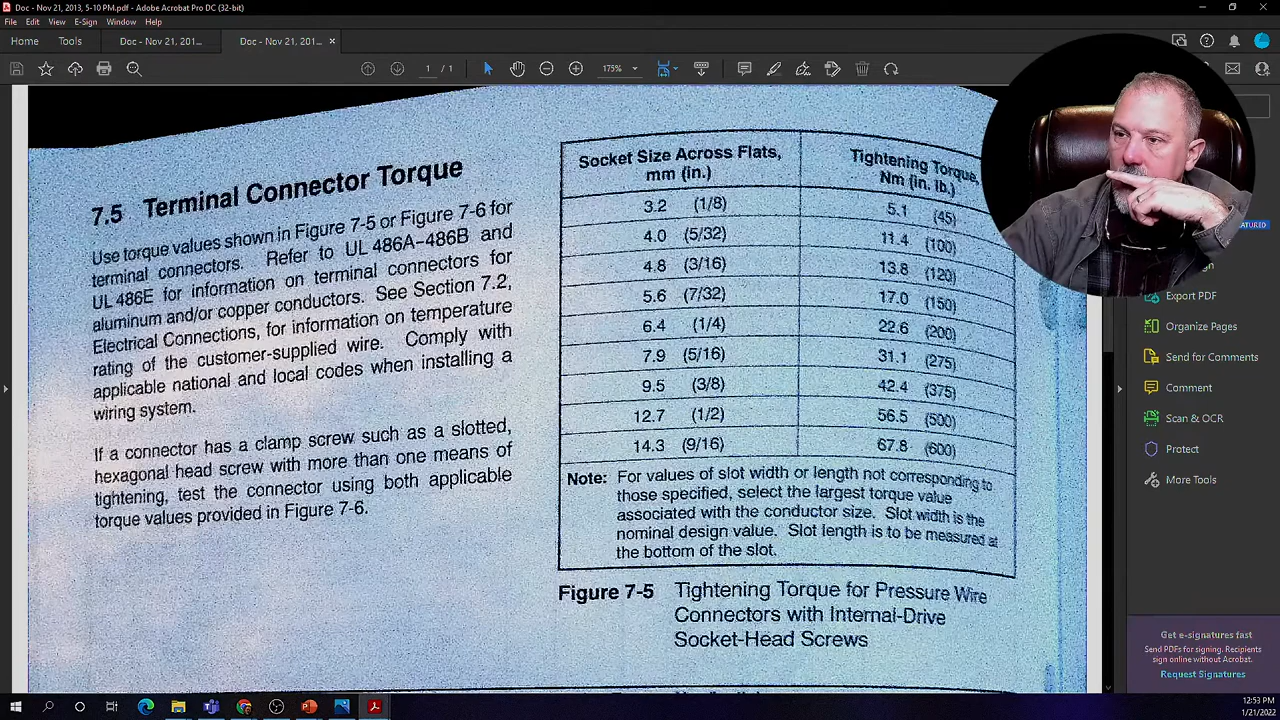 Doc - Nov 21, 2013, 5-10 PM.pdf - Adobe Acrobat Pro DC (32-bit)
File Edit View E-Sign Window Help
Home Tools Doc - Nov 21, 201... Doc - Nov 21, 201... ×
1 / 1 175%
7.5 Terminal Connector Torque
Use torque values shown in Figure 7-5 or Figure 7-6 for
terminal connectors. Refer to UL 486A–486B and
UL 486E for information on terminal connectors for
aluminum and/or copper conductors. See Section 7.2,
Electrical Connections, for information on temperature
rating of the customer-supplied wire. Comply with
applicable national and local codes when installing a
wiring system.
If a connector has a clamp screw such as a slotted,
hexagonal head screw with more than one means of
tightening, test the connector using both applicable
torque values provided in Figure 7-6.
Socket Size Across Flats, mm (in.) Tightening Torque, Nm (in. lb.)
3.2 (1/8) 5.1 (45)
4.0 (5/32) 11.4 (100)
4.8 (3/16) 13.8 (120)
5.6 (7/32) 17.0 (150)
6.4 (1/4) 22.6 (200)
7.9 (5/16) 31.1 (275)
9.5 (3/8) 42.4 (375)
12.7 (1/2) 56.5 (500)
14.3 (9/16) 67.8 (600)
Note: For values of slot width or length not corresponding to
those specified, select the largest torque value
associated with the conductor size. Slot width is the
nominal design value. Slot length is to be measured at
the bottom of the slot.
Figure 7-5 Tightening Torque for Pressure Wire
Connectors with Internal-Drive
Socket-Head Screws
Export PDF
Organize Pages
Send for Comments
Comment
Scan & OCR
Protect
More Tools
Get e-signatures fast
Send PDFs for signing. Recipients
sign online without Acrobat.
Request Signatures
12:53 PM
1/21/2022